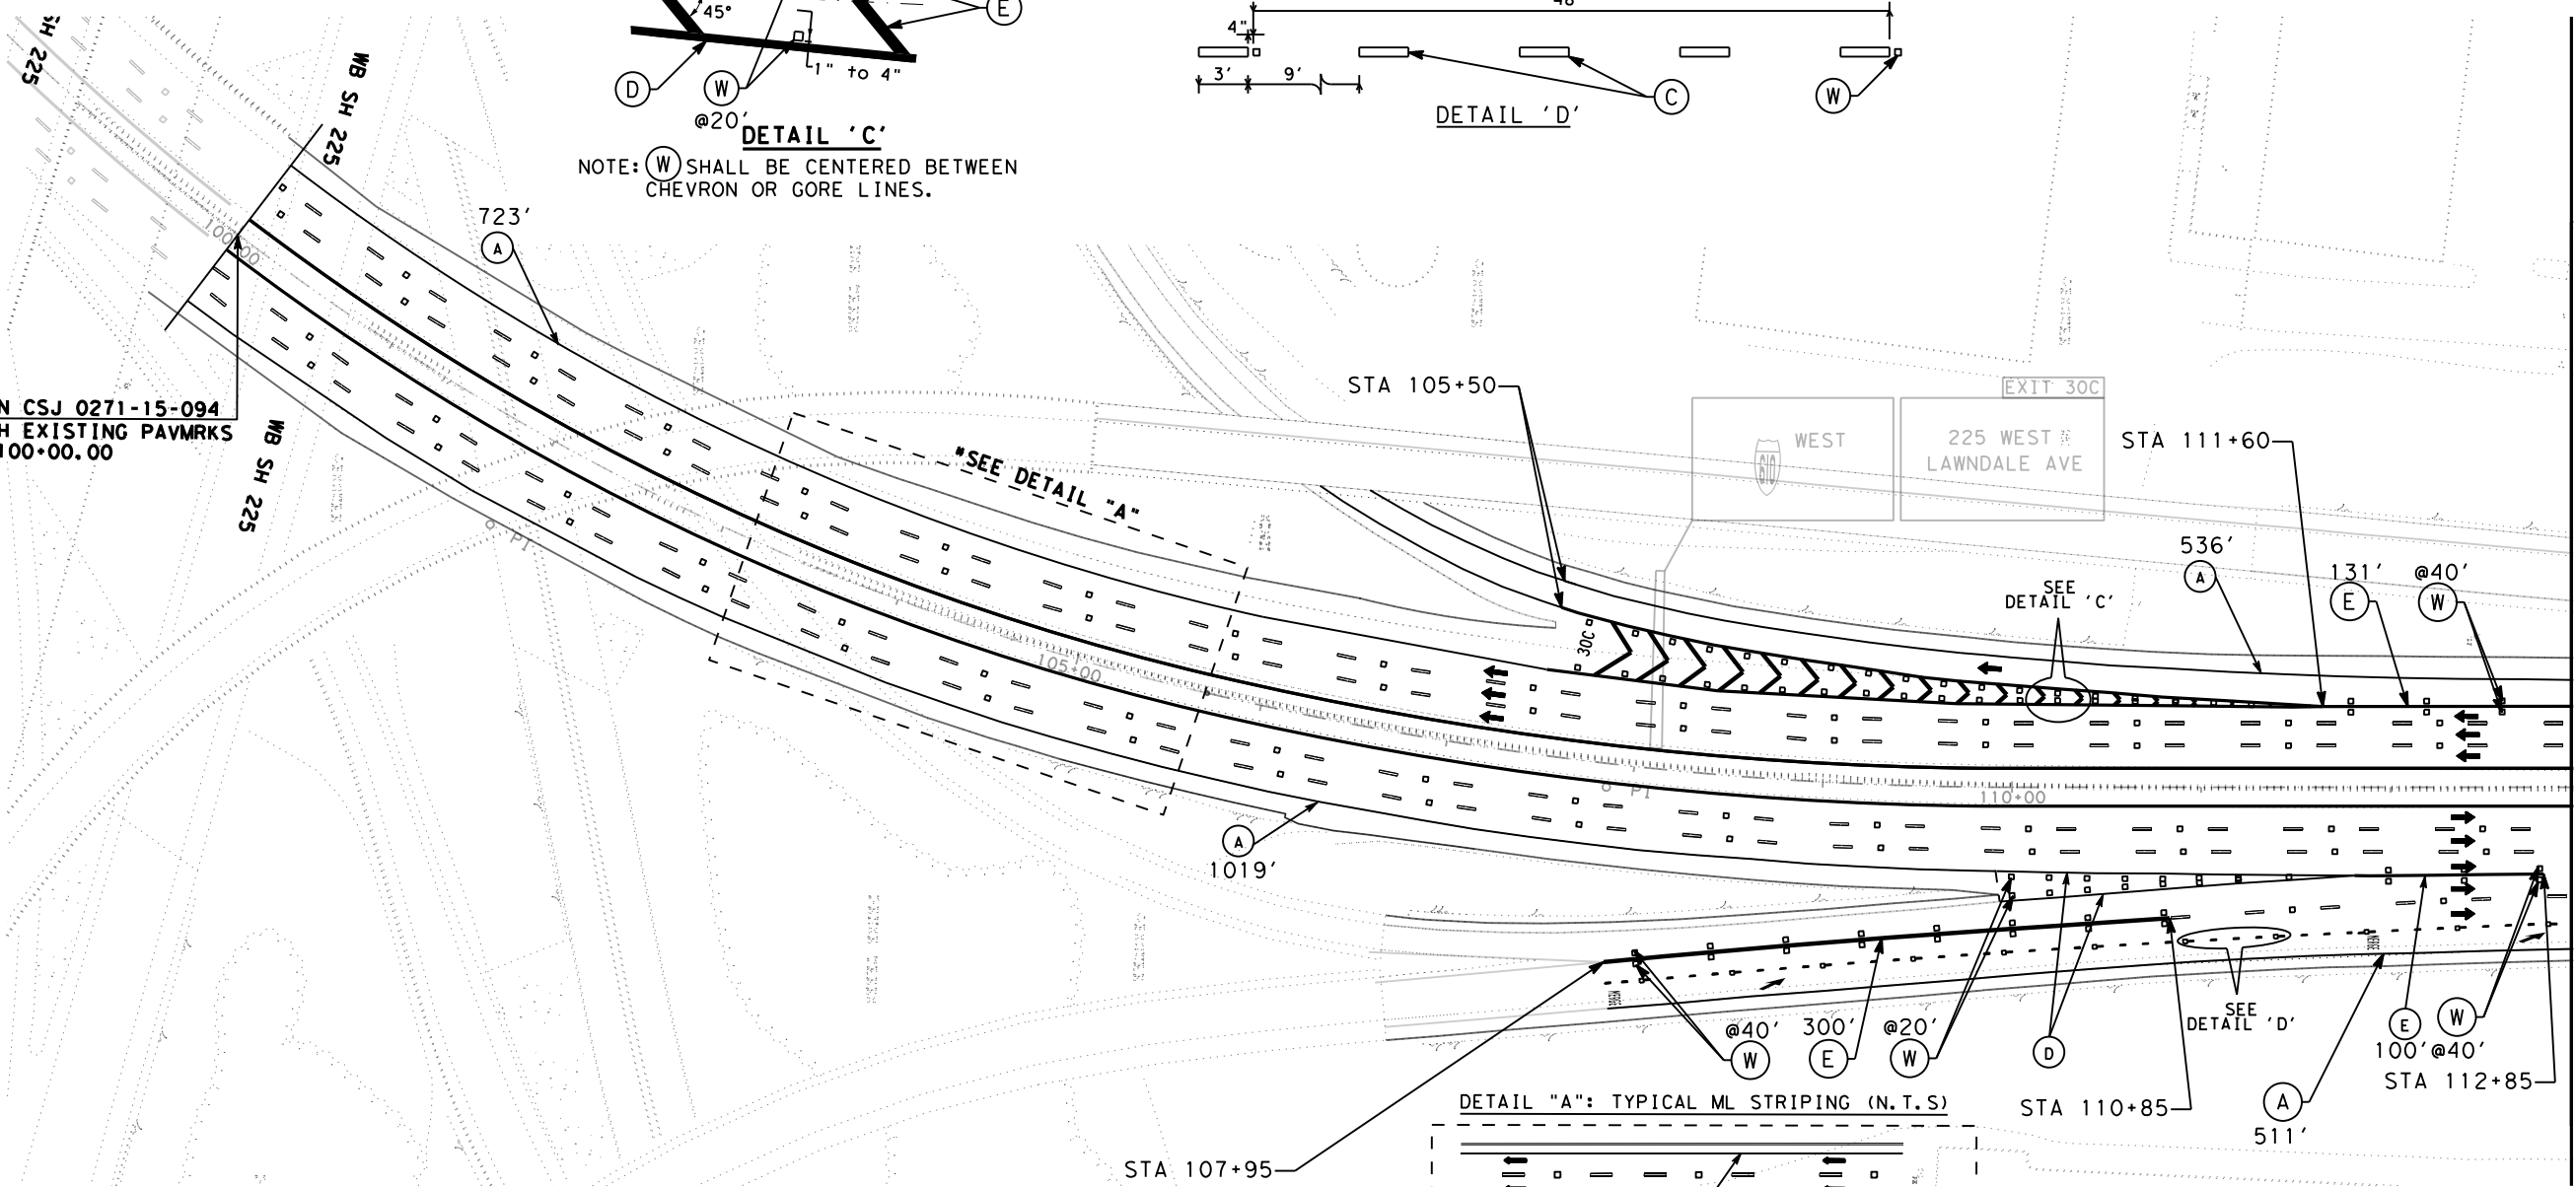 45°
E
D
W
@20'
1" to 4"
DETAIL 'C'
NOTE: W SHALL BE CENTERED BETWEEN
CHEVRON OR GORE LINES.
4"
3'
9'
C
W
DETAIL 'D'
SH 225
WB SH 225
723'
A
100+00
N CSJ 0271-15-094
H EXISTING PAVMRKS
100+00.00
WB SH 225
PI
"SEE DETAIL "A"
STA 105+50
EXIT 30C
WEST
225 WEST
LAWNDALE AVE
STA 111+60
536'
A
131'
E
@40'
W
SEE
DETAIL 'C'
30C
105+00
PI
110+00
A
1019'
@40'
W
300'
E
@20'
W
D
SEE
DETAIL 'D'
E
W
100'@40'
STA 112+85
STA 110+85
A
511'
DETAIL "A": TYPICAL ML STRIPING (N.T.S)
STA 107+95